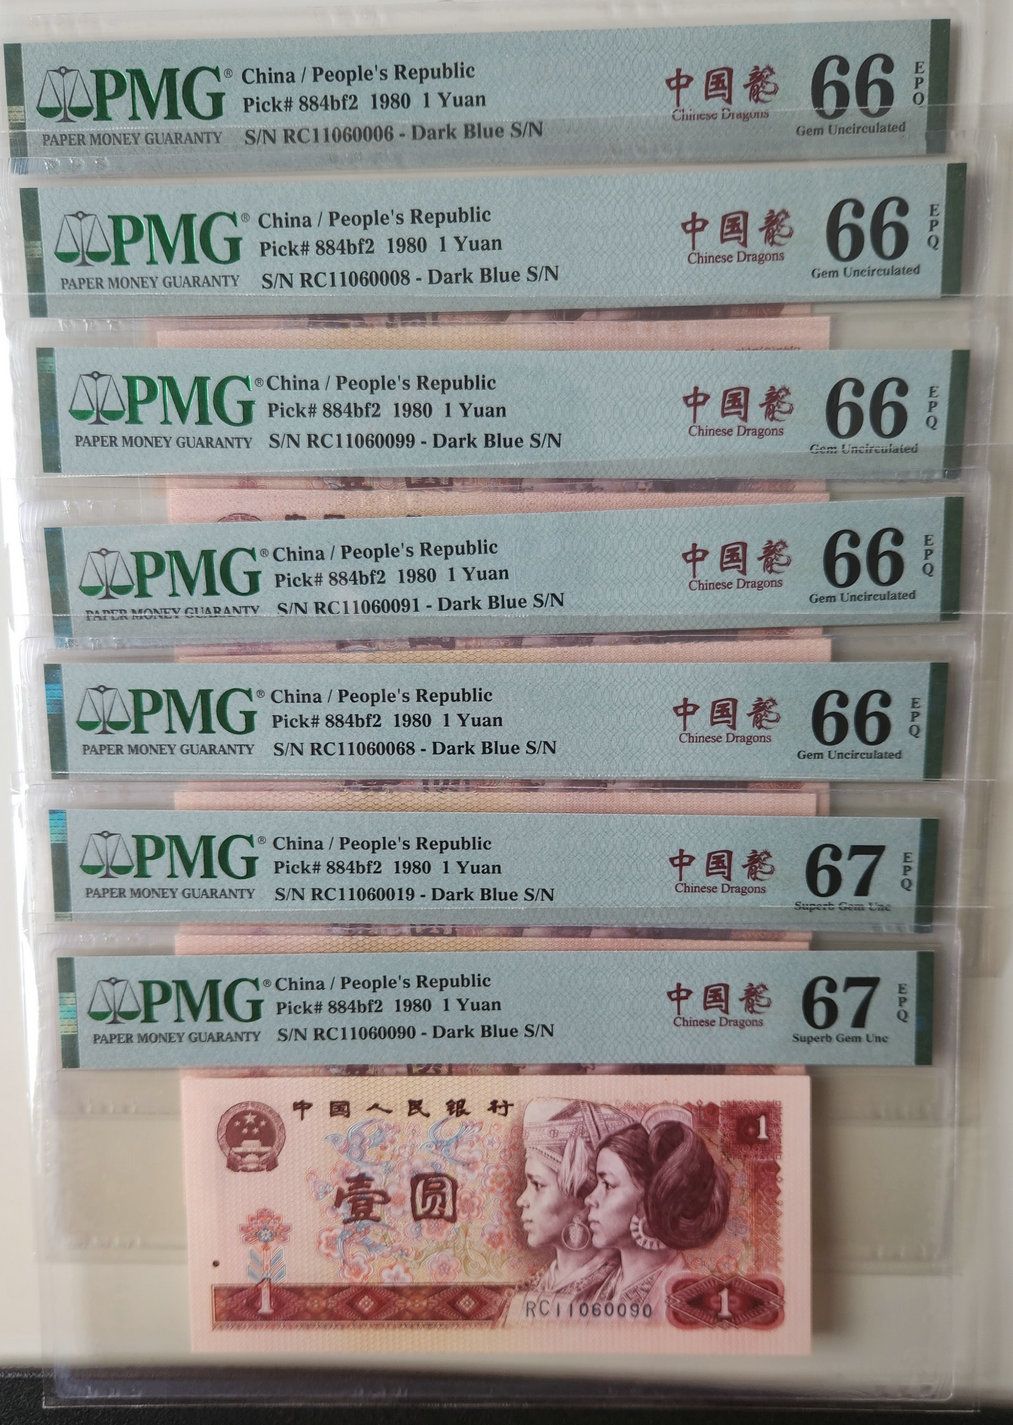 PMG®
PAPER MONEY GUARANTY
China / People's Republic
Pick# 884bf2 1980 1 Yuan
S/N RC11060006 - Dark Blue S/N
中国龙
Chinese Dragons
66 EPQ
Gem Uncirculated
PMG®
PAPER MONEY GUARANTY
China / People's Republic
Pick# 884bf2 1980 1 Yuan
S/N RC11060008 - Dark Blue S/N
中国龙
Chinese Dragons
66 EPQ
Gem Uncirculated
PMG®
PAPER MONEY GUARANTY
China / People's Republic
Pick# 884bf2 1980 1 Yuan
S/N RC11060099 - Dark Blue S/N
中国龙
Chinese Dragons
66 EPQ
Gem Uncirculated
PMG®
PAPER MONEY GUARANTY
China / People's Republic
Pick# 884bf2 1980 1 Yuan
S/N RC11060091 - Dark Blue S/N
中国龙
Chinese Dragons
66 EPQ
Gem Uncirculated
PMG®
PAPER MONEY GUARANTY
China / People's Republic
Pick# 884bf2 1980 1 Yuan
S/N RC11060068 - Dark Blue S/N
中国龙
Chinese Dragons
66 EPQ
Gem Uncirculated
PMG®
PAPER MONEY GUARANTY
China / People's Republic
Pick# 884bf2 1980 1 Yuan
S/N RC11060019 - Dark Blue S/N
中国龙
Chinese Dragons
67 EPQ
Superb Gem Unc
PMG®
PAPER MONEY GUARANTY
China / People's Republic
Pick# 884bf2 1980 1 Yuan
S/N RC11060090 - Dark Blue S/N
中国龙
Chinese Dragons
67 EPQ
Superb Gem Unc
中国人民银行
1
壹圆
1
RC11060090
1